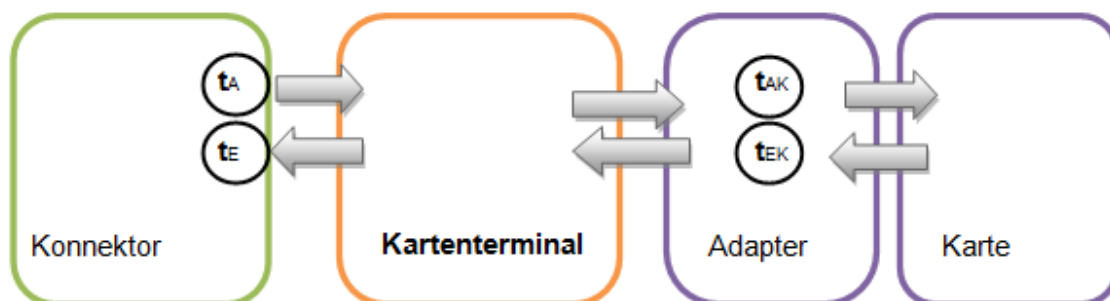 tA
tAK
tE
tEK
Konnektor
Kartenterminal
Adapter
Karte